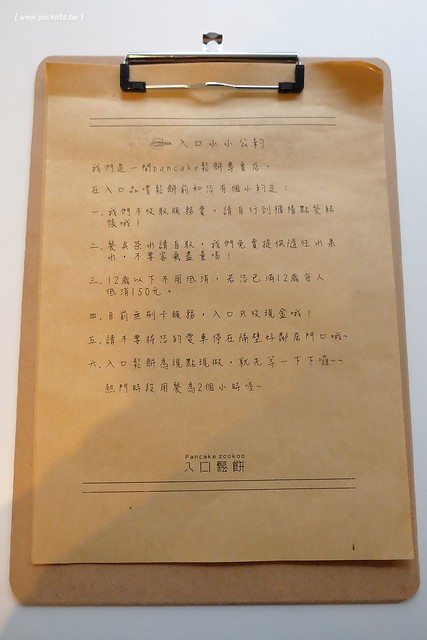 [ www.pochots.tw ]
入口小小公約
我們是一間pancake鬆餅專賣店，
在入口品嚐鬆餅前和您有個小約定：
一.我們不收取服務費，請自行到櫃檯點餐結
帳哦！
二.餐具茶水請自取，我們免費提供隨性水果
水，不要客氣盡量喝！
三.12歲以下不用低消，若您已滿12歲每人
低消150元。
四.目前無刷卡服務，入口只收現金哦！
五.請不要將您的電車停在隔壁好鄰居門口哦~
六.入口鬆餅為現點現做，就先等一下下囉~~
熱門時段用餐為2個小時喔~
Pancake zookoo
入口鬆餅